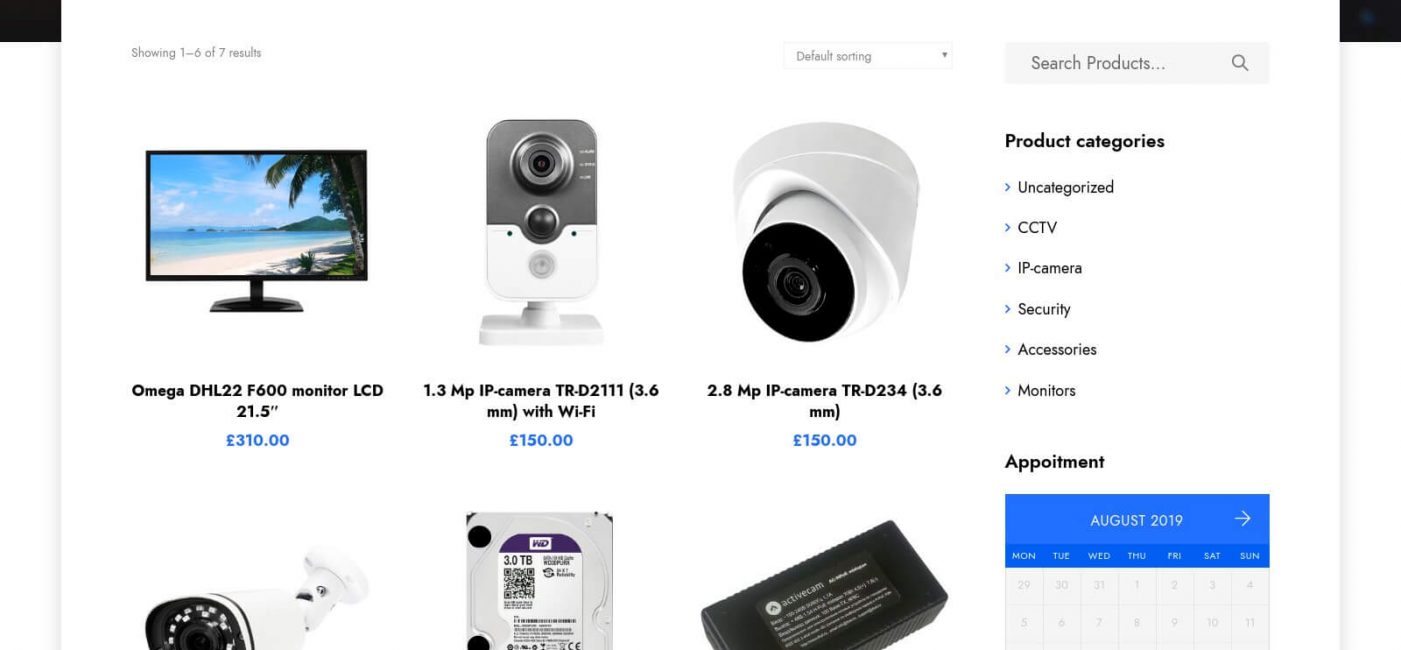 Showing 1–6 of 7 results
Default sorting
Search Products...
Omega DHL22 F600 monitor LCD
21.5″
£310.00
1.3 Mp IP-camera TR-D2111 (3.6
mm) with Wi-Fi
£150.00
2.8 Mp IP-camera TR-D234 (3.6
mm)
£150.00
WD
3.0 TB
activecam
Product categories
Uncategorized
CCTV
IP-camera
Security
Accessories
Monitors
Appoitment
AUGUST 2019
MON TUE WED THU FRI SAT SUN
29 30 31 1 2 3 4
5 6 7 8 9 10 11